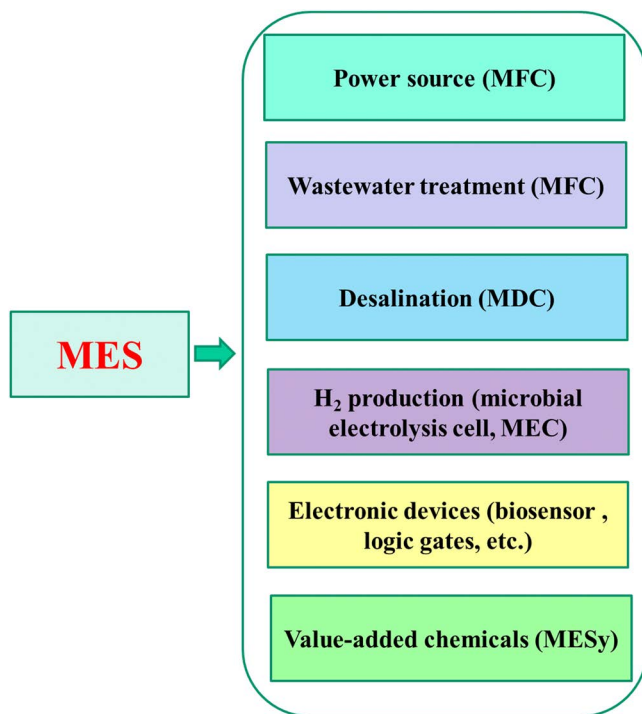 Power source (MFC)
Wastewater treatment (MFC)
Desalination (MDC)
MES
H₂ production (microbial
electrolysis cell, MEC)
Electronic devices (biosensor ,
logic gates, etc.)
Value-added chemicals (MESy)